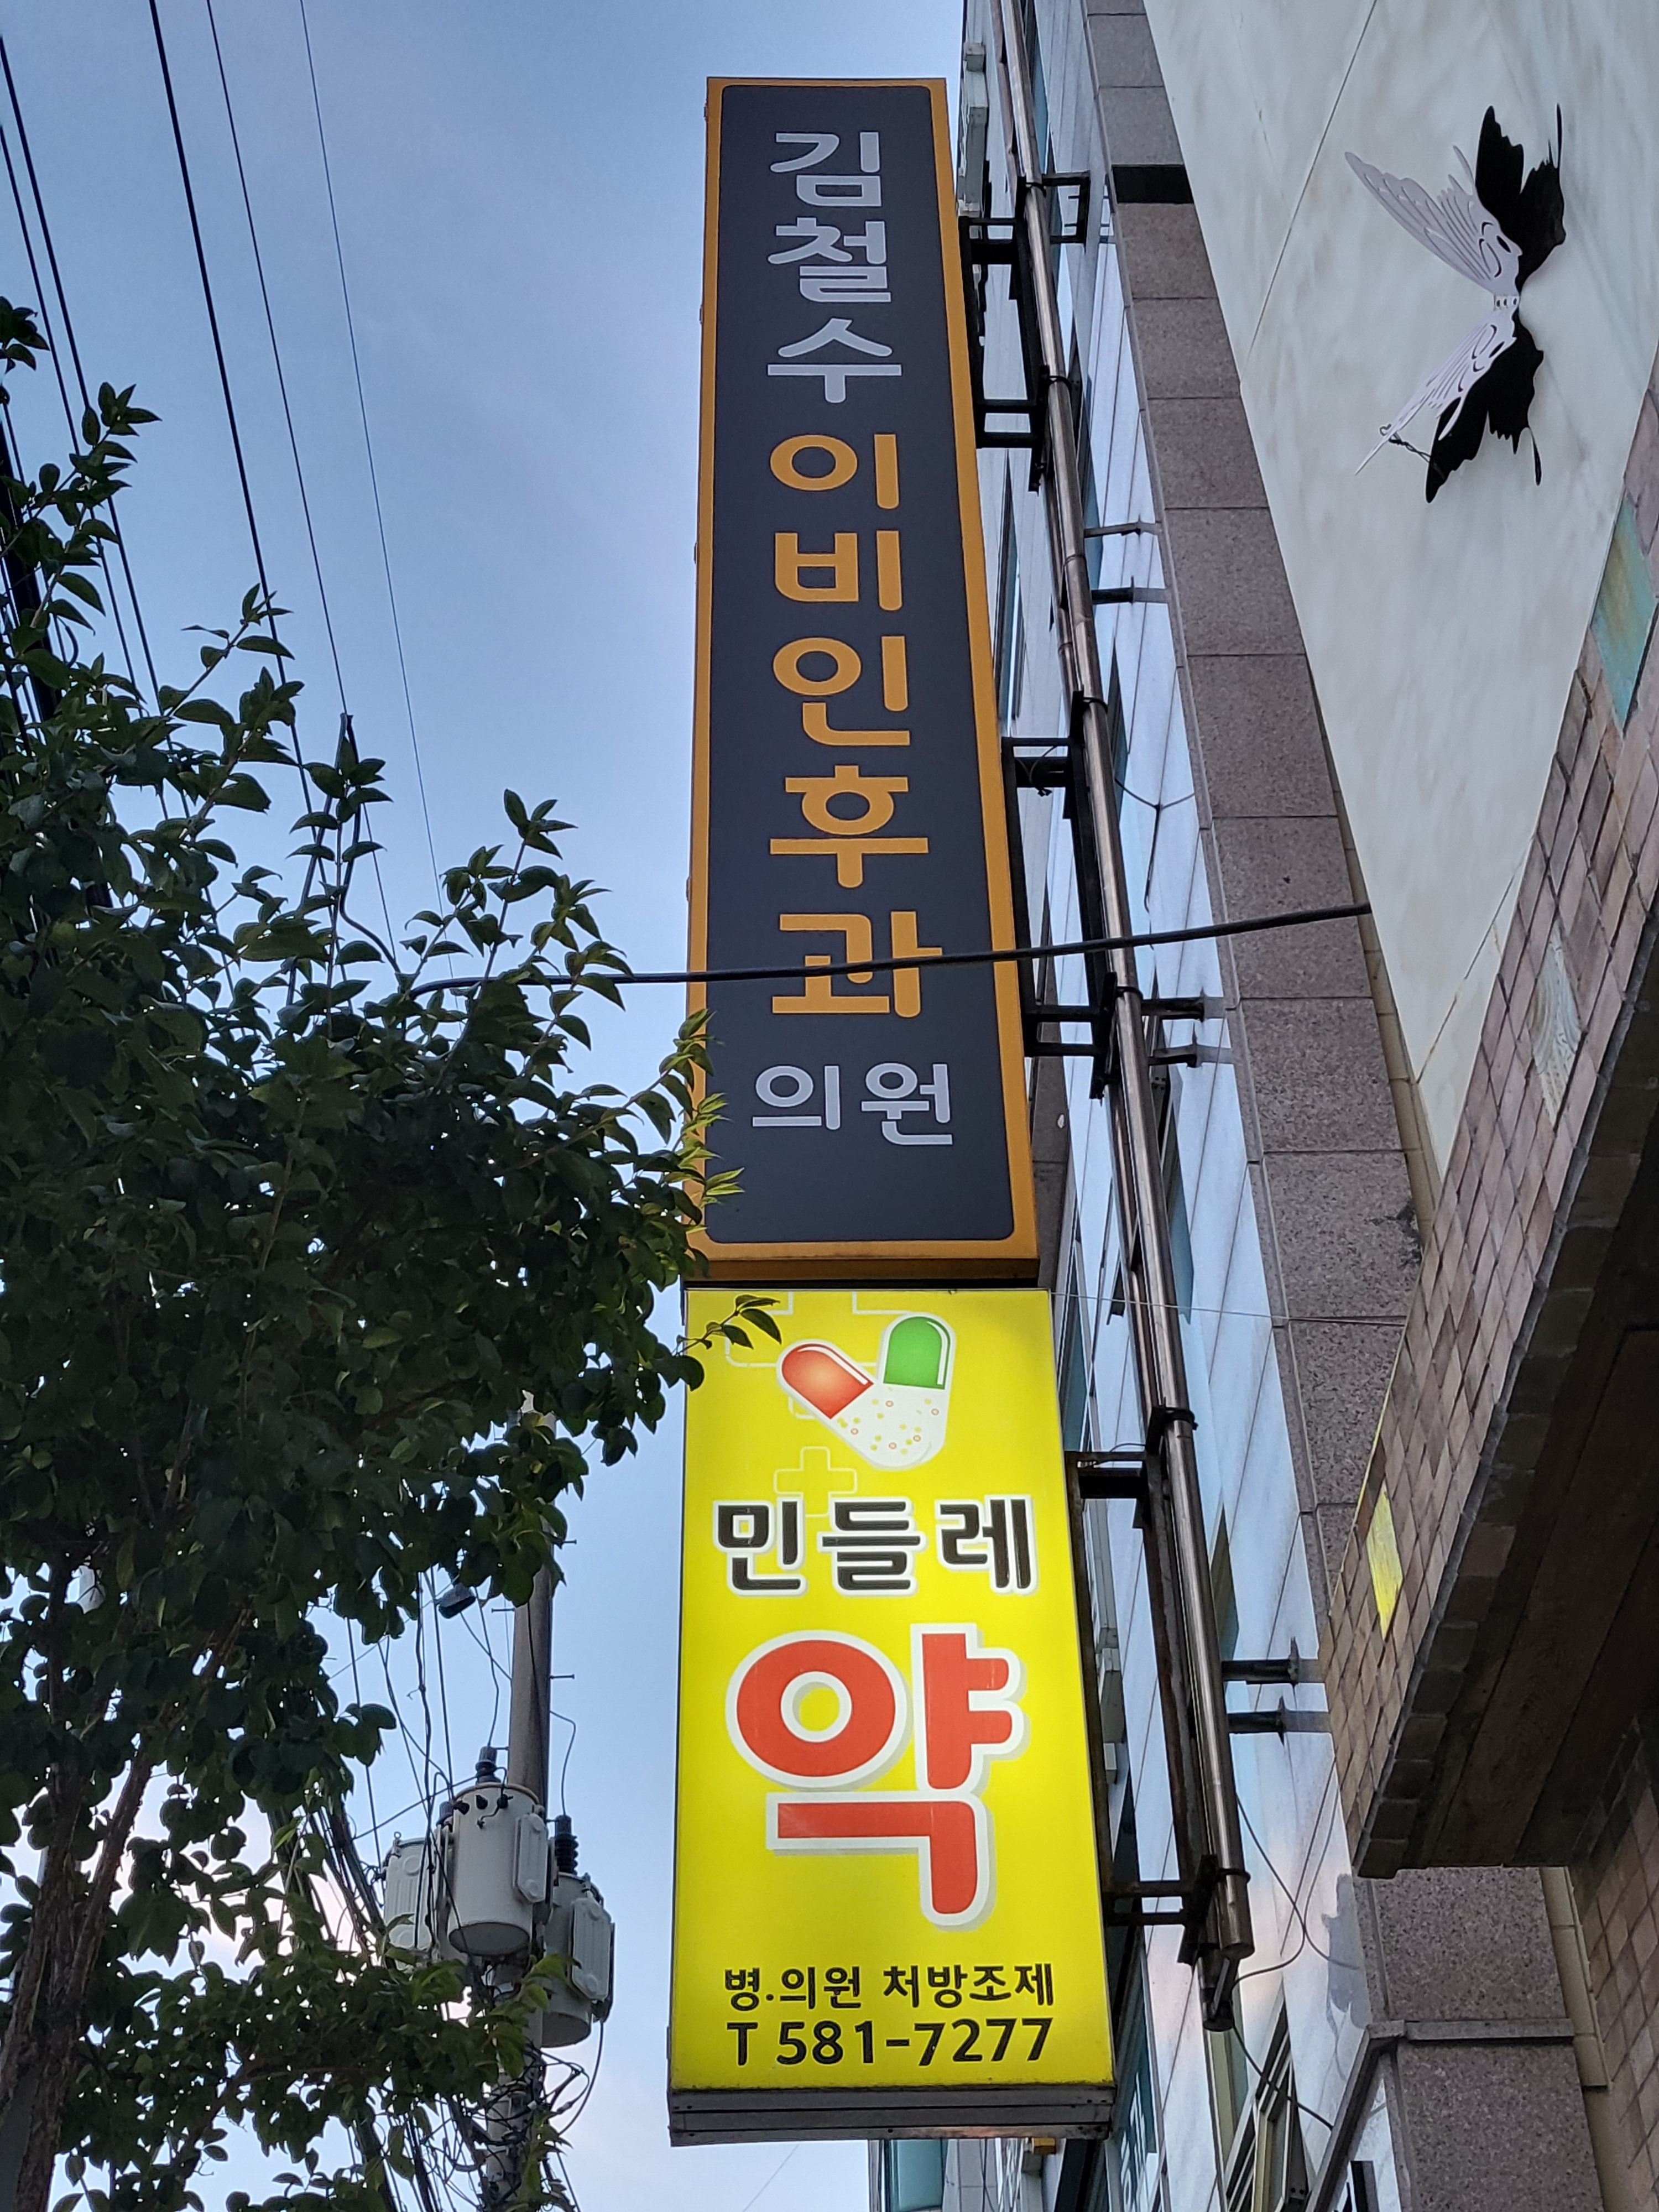 김철수
이비인후과
의원
민들레
약
병.의원 처방조제
T 581-7277